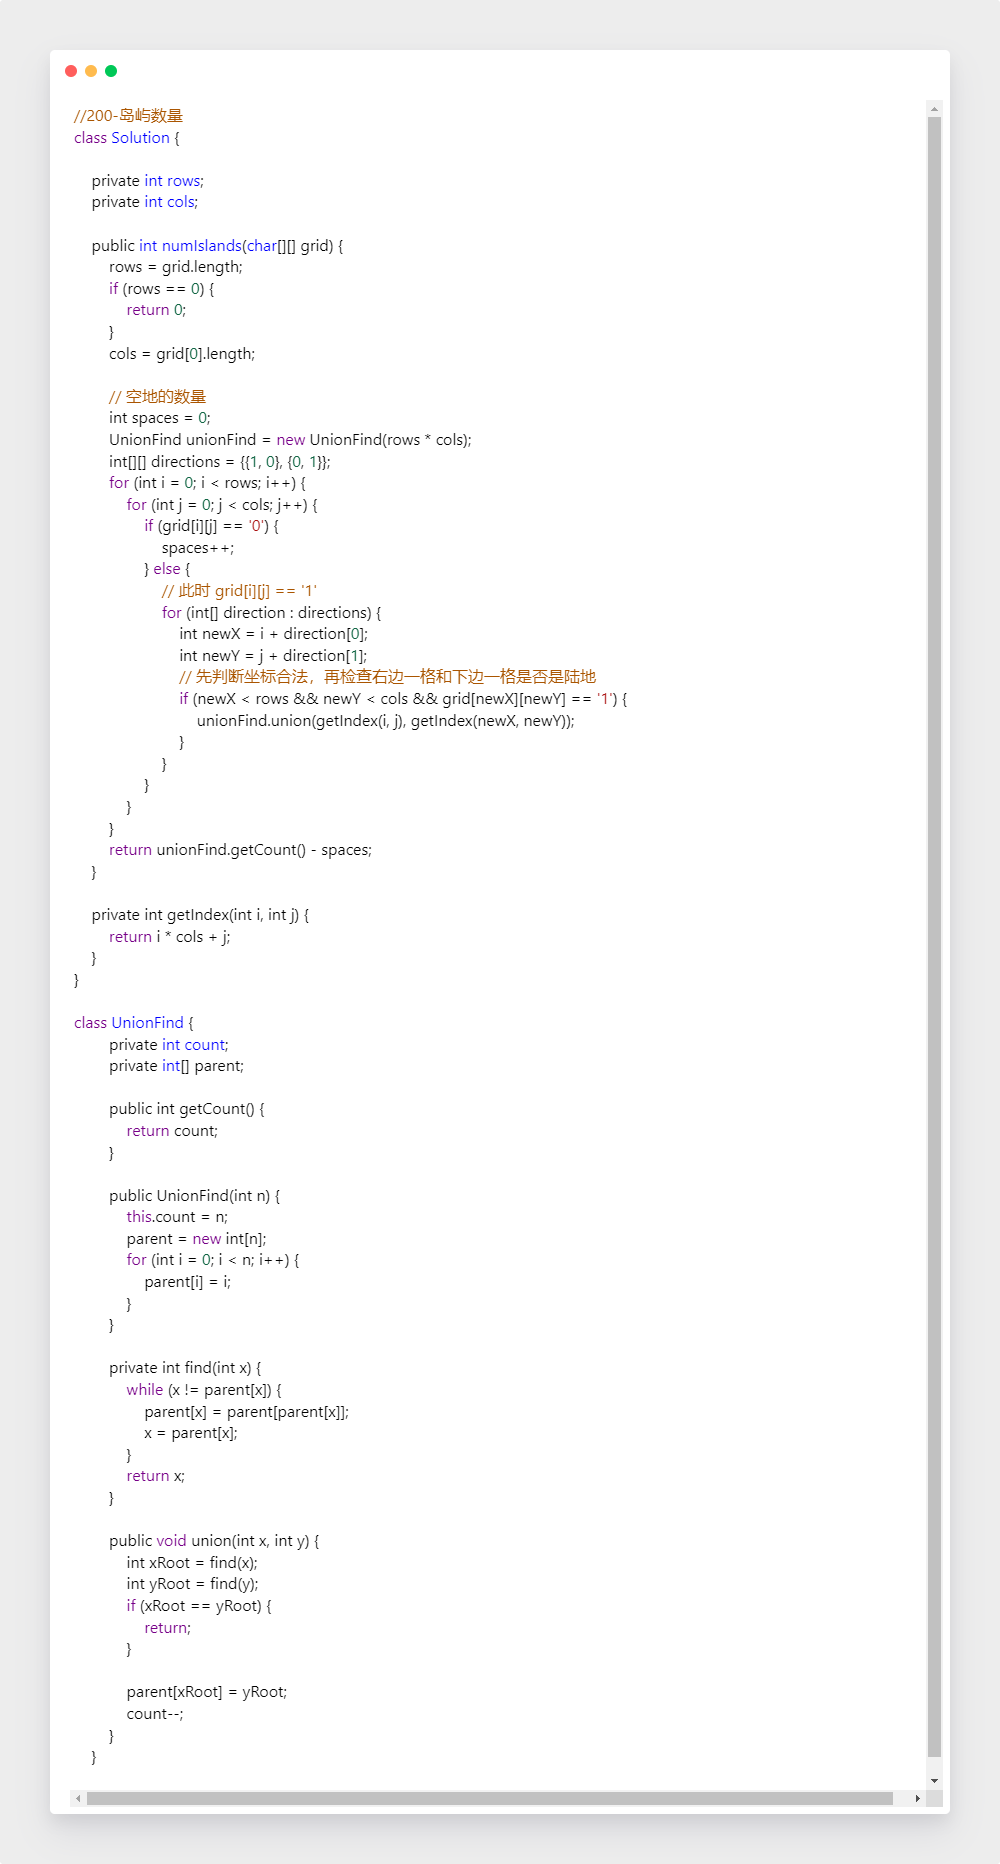 //200-岛屿数量
class Solution {
private int rows;
private int cols;
public int numIslands(char[][] grid) {
rows = grid.length;
if (rows == 0) {
return 0;
}
cols = grid[0].length;
// 空地的数量
int spaces = 0;
UnionFind unionFind = new UnionFind(rows * cols);
int[][] directions = {{1, 0}, {0, 1}};
for (int i = 0; i < rows; i++) {
for (int j = 0; j < cols; j++) {
if (grid[i][j] == '0') {
spaces++;
} else {
// 此时 grid[i][j] == '1'
for (int[] direction : directions) {
int newX = i + direction[0];
int newY = j + direction[1];
// 先判断坐标合法，再检查右边一格和下边一格是否是陆地
if (newX < rows && newY < cols && grid[newX][newY] == '1') {
unionFind.union(getIndex(i, j), getIndex(newX, newY));
}
}
}
}
}
return unionFind.getCount() - spaces;
}
private int getIndex(int i, int j) {
return i * cols + j;
}
}
class UnionFind {
private int count;
private int[] parent;
public int getCount() {
return count;
}
public UnionFind(int n) {
this.count = n;
parent = new int[n];
for (int i = 0; i < n; i++) {
parent[i] = i;
}
}
private int find(int x) {
while (x != parent[x]) {
parent[x] = parent[parent[x]];
x = parent[x];
}
return x;
}
public void union(int x, int y) {
int xRoot = find(x);
int yRoot = find(y);
if (xRoot == yRoot) {
return;
}
parent[xRoot] = yRoot;
count--;
}
}